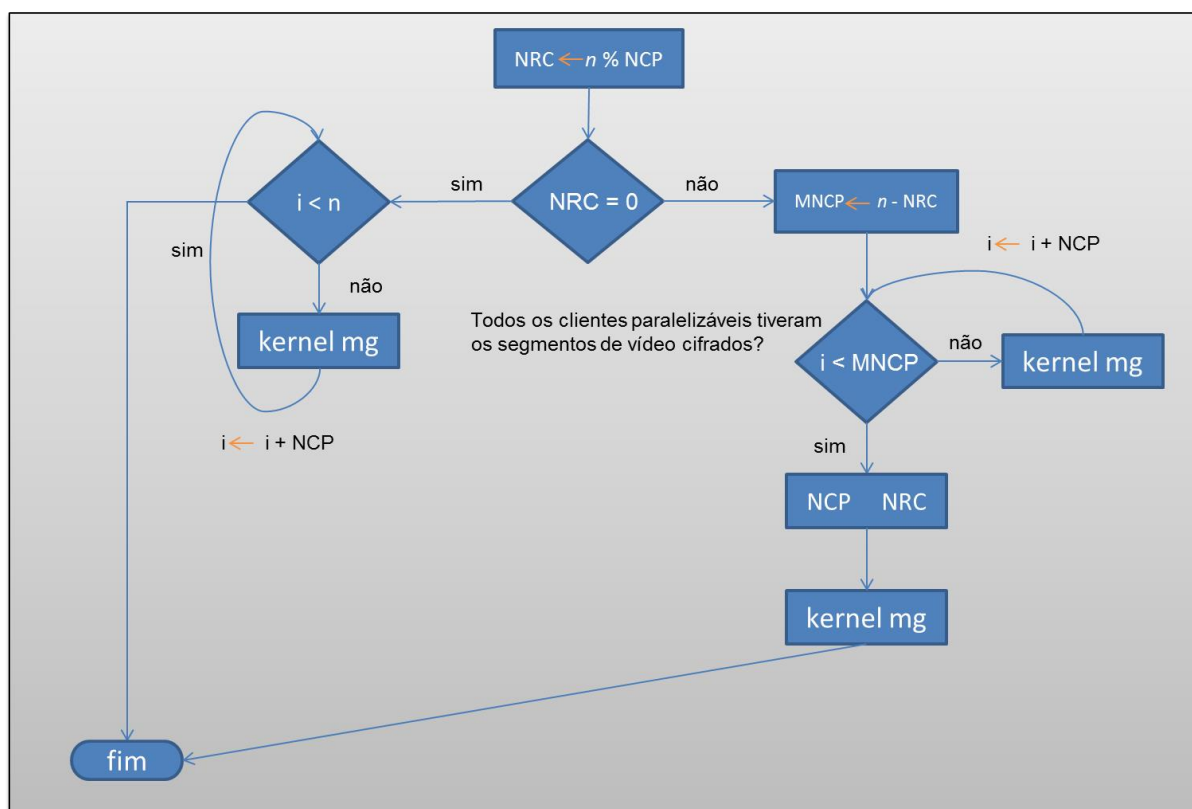 NRC ← n % NCP
i < n
sim
NRC = 0
não
MNCP ← n - NRC
sim
não
i ← i + NCP
kernel mg
Todos os clientes paralelizáveis tiveram
os segmentos de vídeo cifrados?
i < MNCP
não
kernel mg
i ← i + NCP
sim
NCP NRC
kernel mg
fim